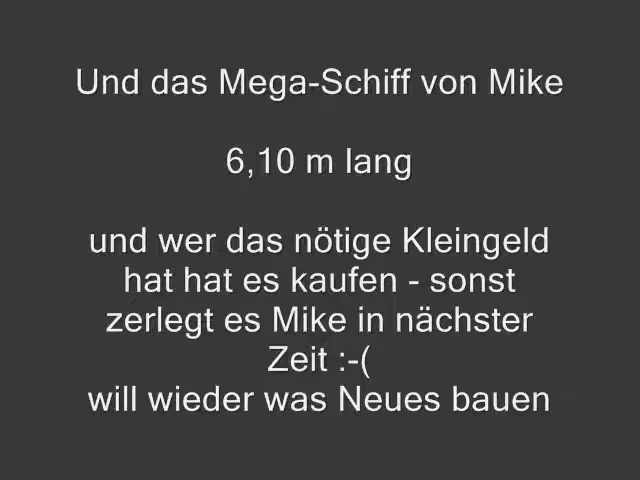 Und das Mega-Schiff von Mike
6,10 m lang
und wer das nötige Kleingeld
hat hat es kaufen - sonst
zerlegt es Mike in nächster
Zeit :-(
will wieder was Neues bauen